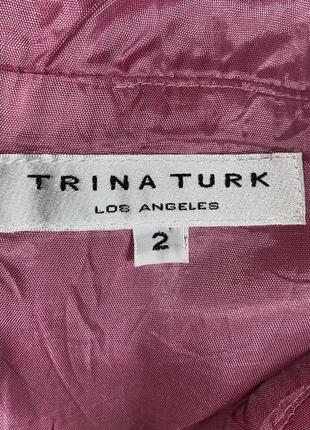 TRINA TURK
LOS ANGELES
2